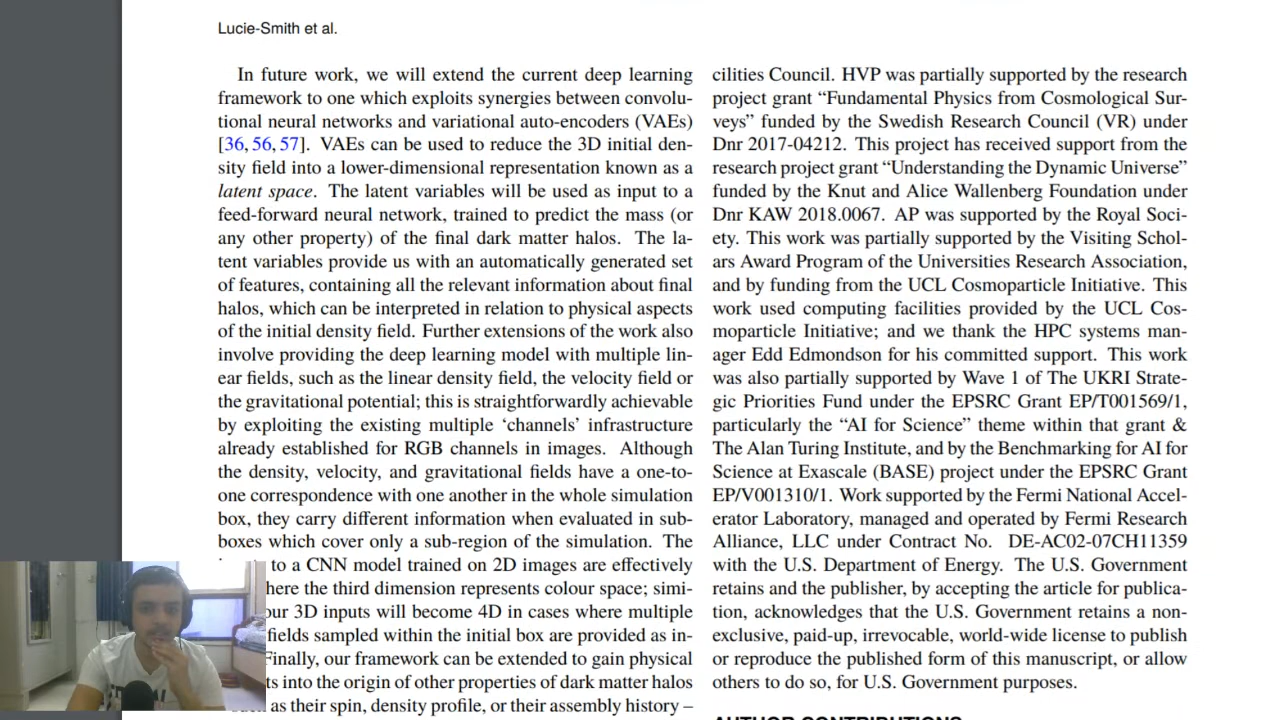 Lucie-Smith et al.
In future work, we will extend the current deep learning
framework to one which exploits synergies between convolu-
tional neural networks and variational auto-encoders (VAEs)
[36, 56, 57]. VAEs can be used to reduce the 3D initial den-
sity field into a lower-dimensional representation known as a
latent space. The latent variables will be used as input to a
feed-forward neural network, trained to predict the mass (or
any other property) of the final dark matter halos. The la-
tent variables provide us with an automatically generated set
of features, containing all the relevant information about final
halos, which can be interpreted in relation to physical aspects
of the initial density field. Further extensions of the work also
involve providing the deep learning model with multiple lin-
ear fields, such as the linear density field, the velocity field or
the gravitational potential; this is straightforwardly achievable
by exploiting the existing multiple ‘channels’ infrastructure
already established for RGB channels in images. Although
the density, velocity, and gravitational fields have a one-to-
one correspondence with one another in the whole simulation
box, they carry different information when evaluated in sub-
boxes which cover only a sub-region of the simulation. The
to a CNN model trained on 2D images are effectively
here the third dimension represents colour space; simi-
our 3D inputs will become 4D in cases where multiple
fields sampled within the initial box are provided as in-
Finally, our framework can be extended to gain physical
ts into the origin of other properties of dark matter halos
as their spin, density profile, or their assembly history –
cilities Council. HVP was partially supported by the research
project grant “Fundamental Physics from Cosmological Sur-
veys” funded by the Swedish Research Council (VR) under
Dnr 2017-04212. This project has received support from the
research project grant “Understanding the Dynamic Universe”
funded by the Knut and Alice Wallenberg Foundation under
Dnr KAW 2018.0067. AP was supported by the Royal Soci-
ety. This work was partially supported by the Visiting Schol-
ars Award Program of the Universities Research Association,
and by funding from the UCL Cosmoparticle Initiative. This
work used computing facilities provided by the UCL Cos-
moparticle Initiative; and we thank the HPC systems man-
ager Edd Edmondson for his committed support. This work
was also partially supported by Wave 1 of The UKRI Strate-
gic Priorities Fund under the EPSRC Grant EP/T001569/1,
particularly the “AI for Science” theme within that grant &
The Alan Turing Institute, and by the Benchmarking for AI for
Science at Exascale (BASE) project under the EPSRC Grant
EP/V001310/1. Work supported by the Fermi National Accel-
erator Laboratory, managed and operated by Fermi Research
Alliance, LLC under Contract No. DE-AC02-07CH11359
with the U.S. Department of Energy. The U.S. Government
retains and the publisher, by accepting the article for publica-
tion, acknowledges that the U.S. Government retains a non-
exclusive, paid-up, irrevocable, world-wide license to publish
or reproduce the published form of this manuscript, or allow
others to do so, for U.S. Government purposes.
AUTHOR CONTRIBUTIONS